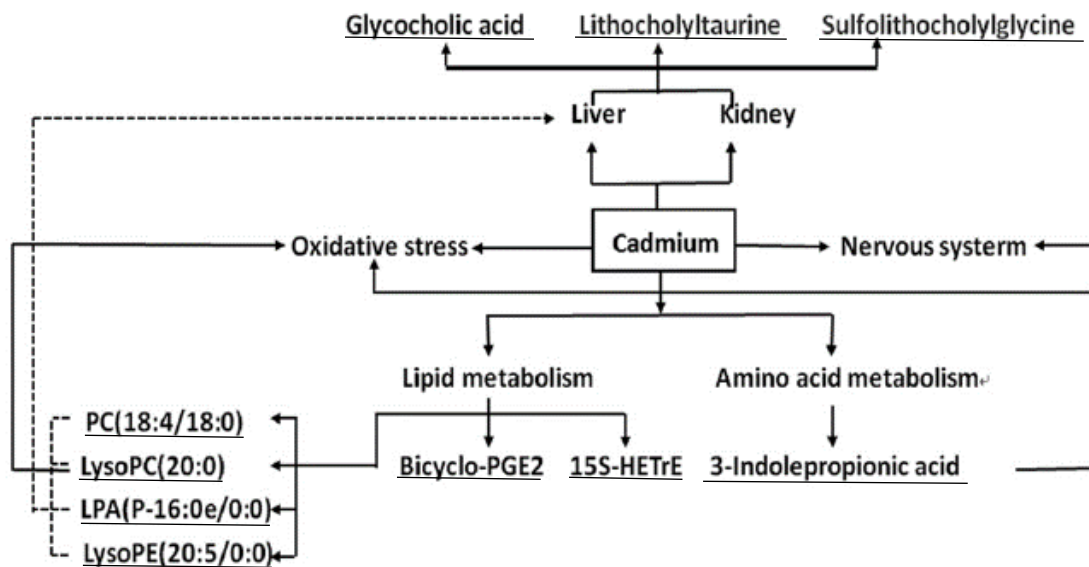 Glycocholic acid Lithocholyltaurine Sulfolithocholylglycine
Liver Kidney
Oxidative stress Cadmium Nervous systerm
Lipid metabolism Amino acid metabolism
PC(18:4/18:0)
LysoPC(20:0) Bicyclo-PGE2 15S-HETrE 3-Indolepropionic acid
LPA(P-16:0e/0:0)
LysoPE(20:5/0:0)